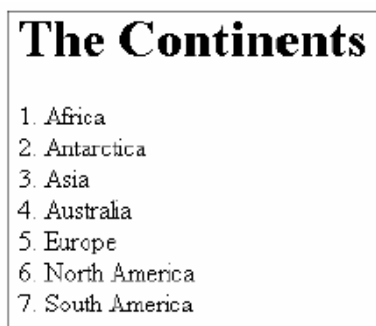 The Continents
1. Africa
2. Antarctica
3. Asia
4. Australia
5. Europe
6. North America
7. South America